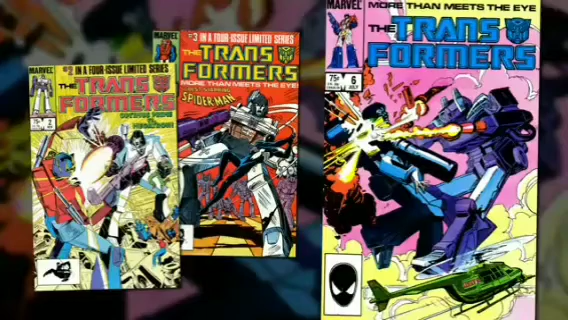 MARVEL
#2 IN A FOUR-ISSUE LIMITED SERIES
THE TRANS
FORMERS
2
MARVEL
#3 IN A FOUR-ISSUE LIMITED SERIES
THE TRANS
FORMERS
MORE THAN MEETS THE EYE!
SPIDER-MAN
MARVEL
MORE THAN MEETS THE EYE
THE TRANS
FORMERS
75¢
6
JULY